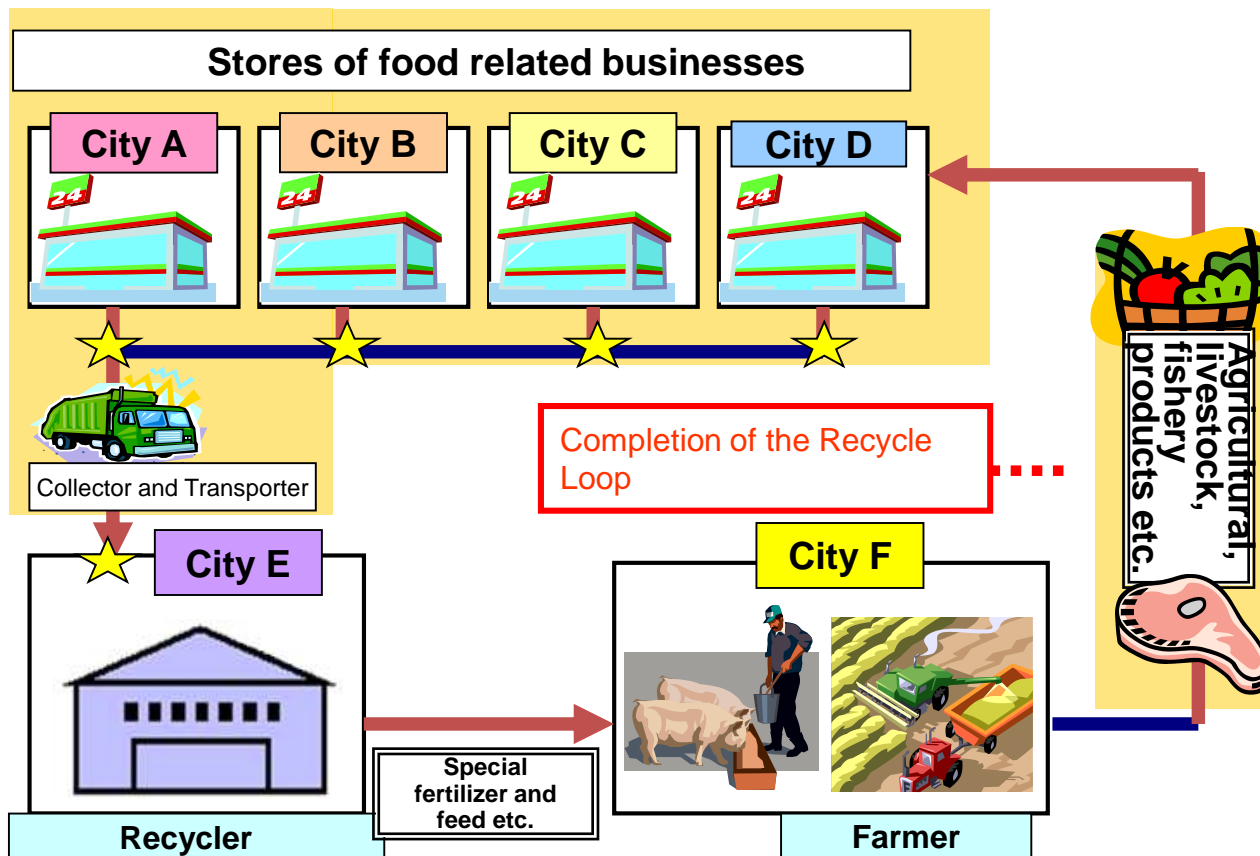 Stores of food related businesses
City A
City B
City C
City D
24
24
24
24
Agricultural,
livestock,
fishery
products etc.
Collector and Transporter
Completion of the Recycle
Loop
City E
City F
Special
fertilizer and
feed etc.
Recycler
Farmer